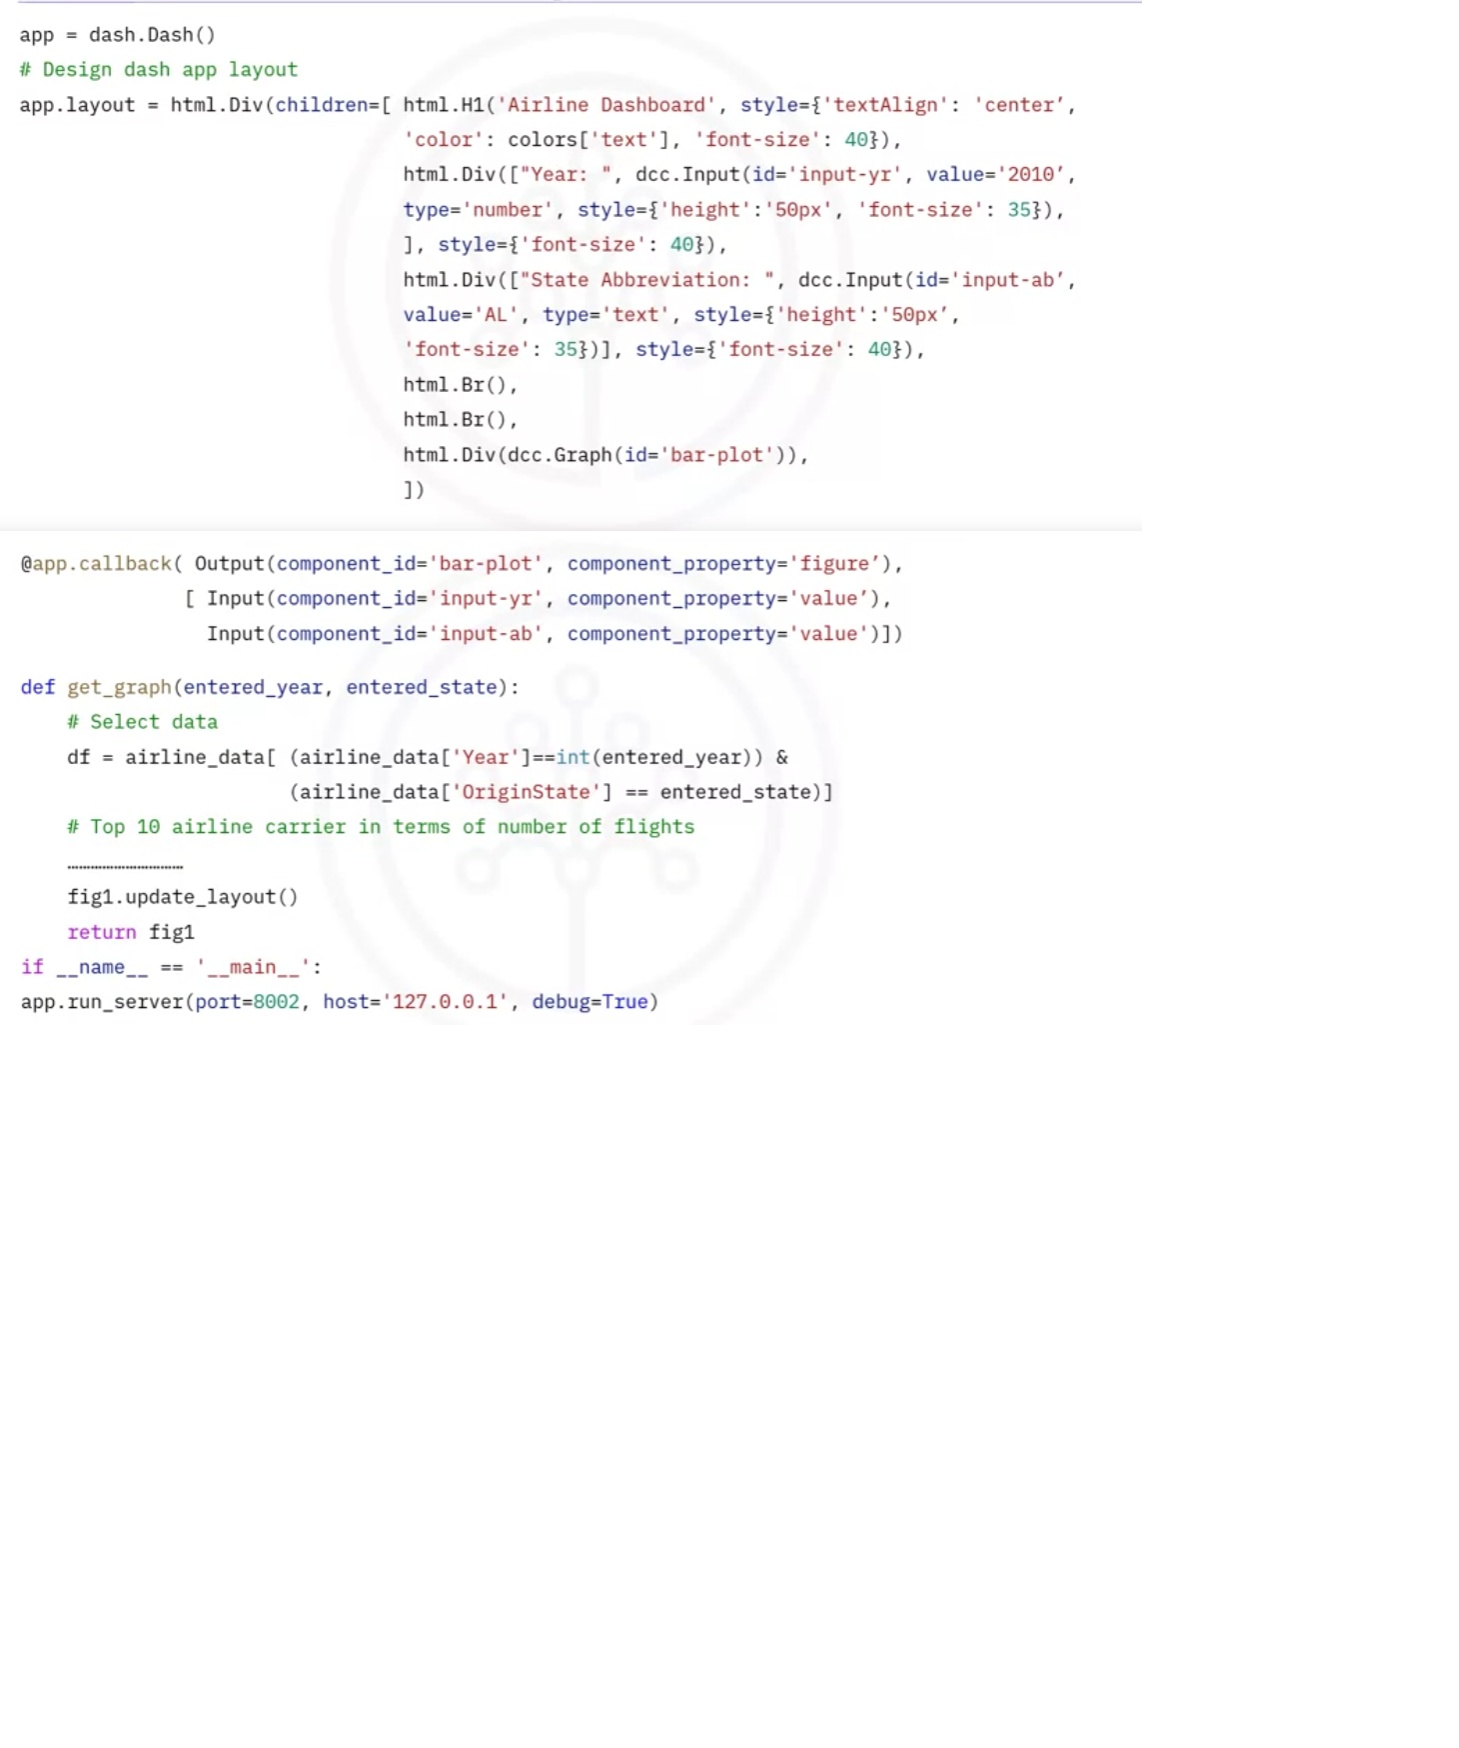 app = dash.Dash()
# Design dash app layout
app.layout = html.Div(children=[ html.H1('Airline Dashboard', style={'textAlign': 'center’,
'color': colors['text'], 'font-size': 40}),
html.Div(["Year: ", dcc.Input(id='input-yr', value='2010’,
type='number', style={'height':'50px', 'font-size': 35}),
], style={'font-size': 40}),
html.Div(["State Abbreviation: ", dcc.Input(id='input-ab’,
value='AL', type='text', style={'height':'50px’,
'font-size': 35})], style={'font-size': 40}),
html.Br(),
html.Br(),
html.Div(dcc.Graph(id='bar-plot')),
])
@app.callback( Output(component_id='bar-plot', component_property='figure’),
[ Input(component_id='input-yr', component_property='value’),
Input(component_id='input-ab', component_property='value')])
def get_graph(entered_year, entered_state):
# Select data
df = airline_data[ (airline_data['Year']==int(entered_year)) &
(airline_data['OriginState'] == entered_state)]
# Top 10 airline carrier in terms of number of flights
……………………………
fig1.update_layout()
return fig1
if __name__ == '__main__':
app.run_server(port=8002, host='127.0.0.1', debug=True)